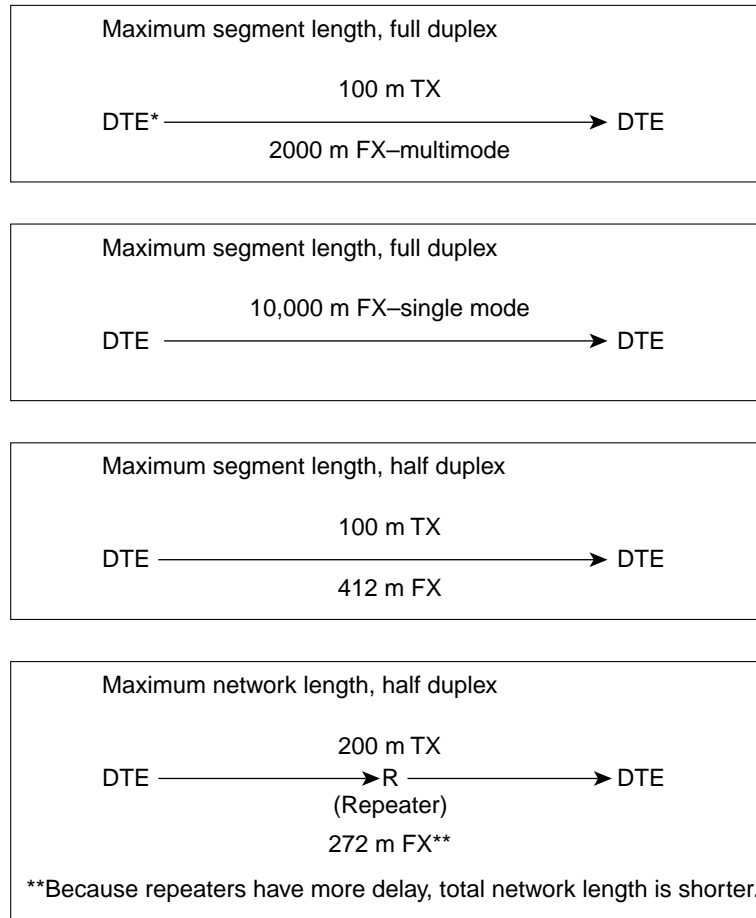 Maximum segment length, full duplex
100 m TX
DTE* DTE
2000 m FX–multimode
Maximum segment length, full duplex
10,000 m FX–single mode
DTE DTE
Maximum segment length, half duplex
100 m TX
DTE DTE
412 m FX
Maximum network length, half duplex
200 m TX
DTE R DTE
(Repeater)
272 m FX**
**Because repeaters have more delay, total network length is shorter.